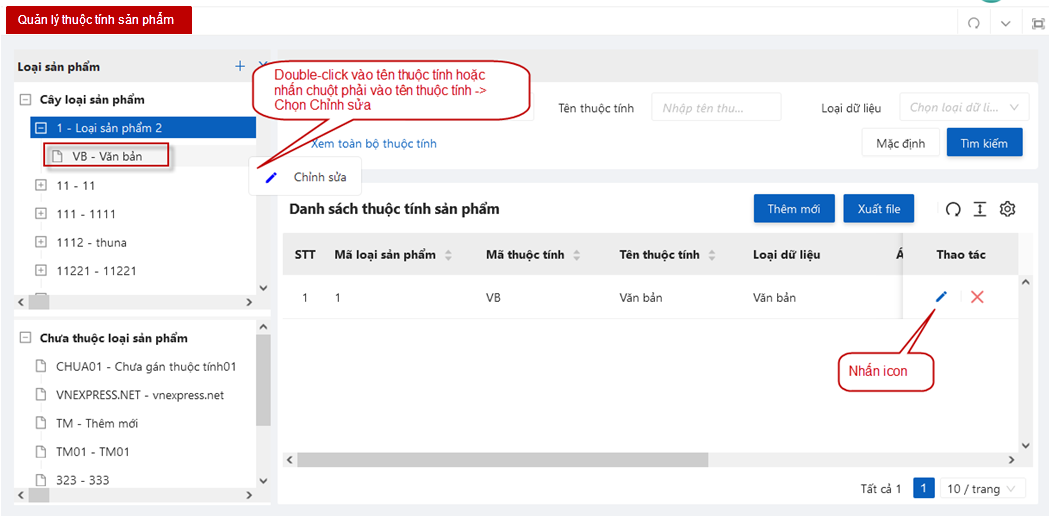 Quản lý thuộc tính sản phẩm
Loại sản phẩm
Cây loại sản phẩm
1 - Loại sản phẩm 2
VB - Văn bản
11 - 11
111 - 1111
1112 - thuna
11221 - 11221
Chưa thuộc loại sản phẩm
CHUA01 - Chưa gán thuộc tính01
VNEXPRESS.NET - vnexpress.net
TM - Thêm mới
TM01 - TM01
323 - 333
Double-click vào tên thuộc tính hoặc
nhấn chuột phải vào tên thuộc tính ->
Chọn Chỉnh sửa
Chỉnh sửa
Tên thuộc tính
Nhập tên thu...
Loại dữ liệu
Chọn loại dữ li...
Xem toàn bộ thuộc tính
Mặc định
Tìm kiếm
Danh sách thuộc tính sản phẩm
Thêm mới
Xuất file
STT Mã loại sản phẩm Mã thuộc tính Tên thuộc tính Loại dữ liệu Thao tác
1 1 VB Văn bản Văn bản
Nhấn icon
Tất cả 1 1 10 / trang